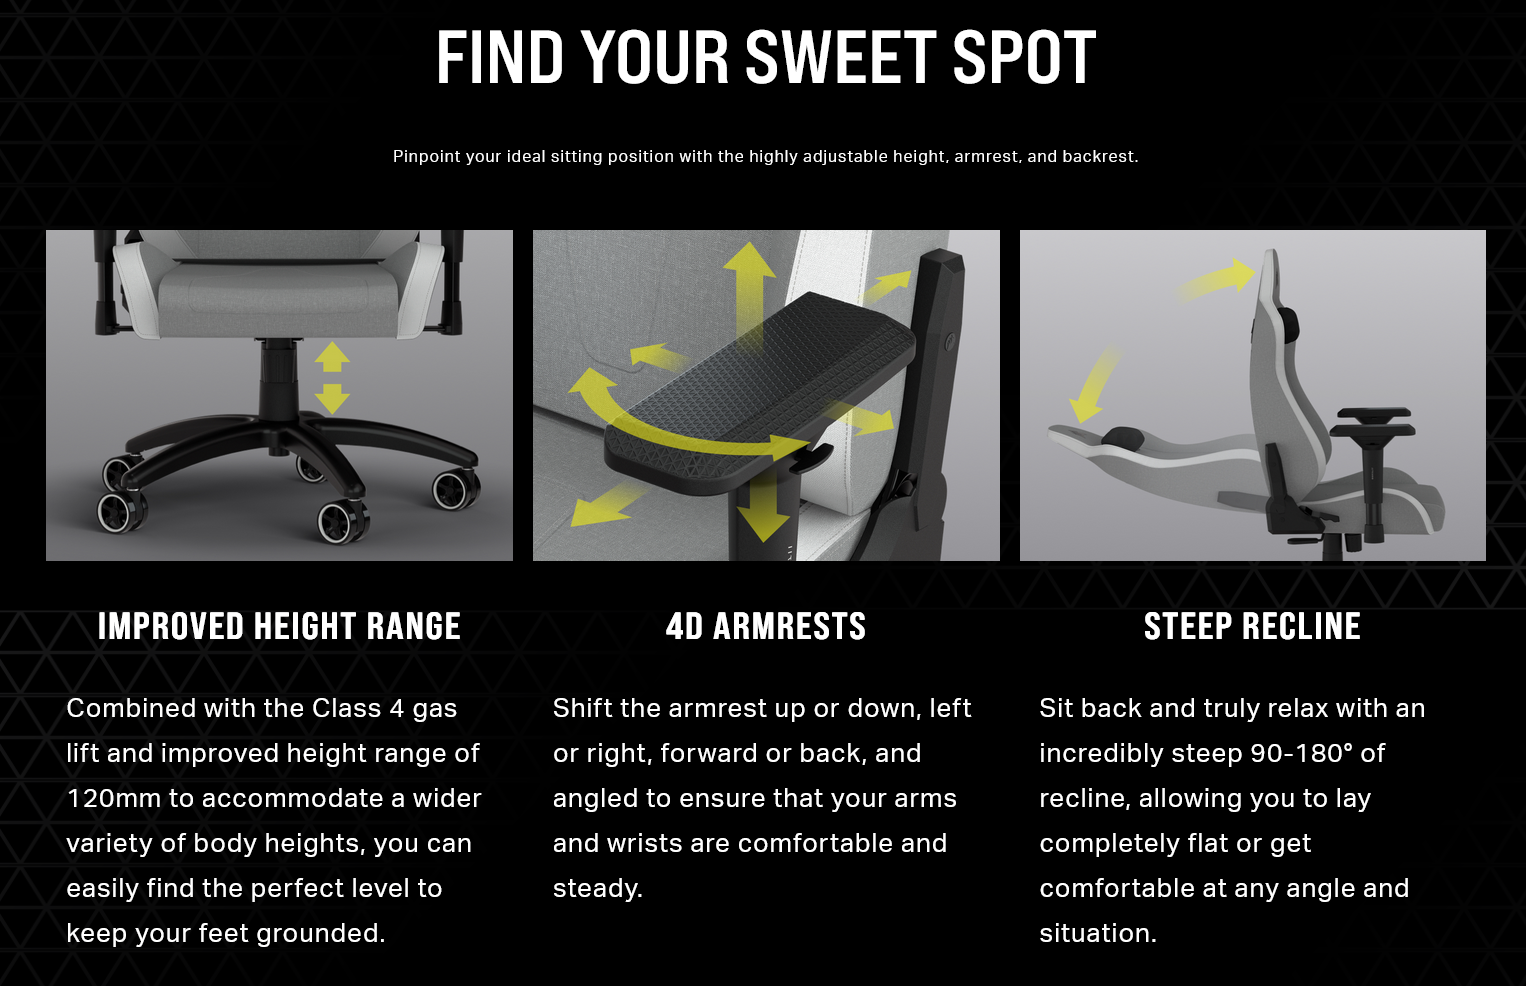 FIND YOUR SWEET SPOT
Pinpoint your ideal sitting position with the highly adjustable height, armrest, and backrest.
IMPROVED HEIGHT RANGE
Combined with the Class 4 gas
lift and improved height range of
120mm to accommodate a wider
variety of body heights, you can
easily find the perfect level to
keep your feet grounded.
4D ARMRESTS
Shift the armrest up or down, left
or right, forward or back, and
angled to ensure that your arms
and wrists are comfortable and
steady.
STEEP RECLINE
Sit back and truly relax with an
incredibly steep 90-180° of
recline, allowing you to lay
completely flat or get
comfortable at any angle and
situation.